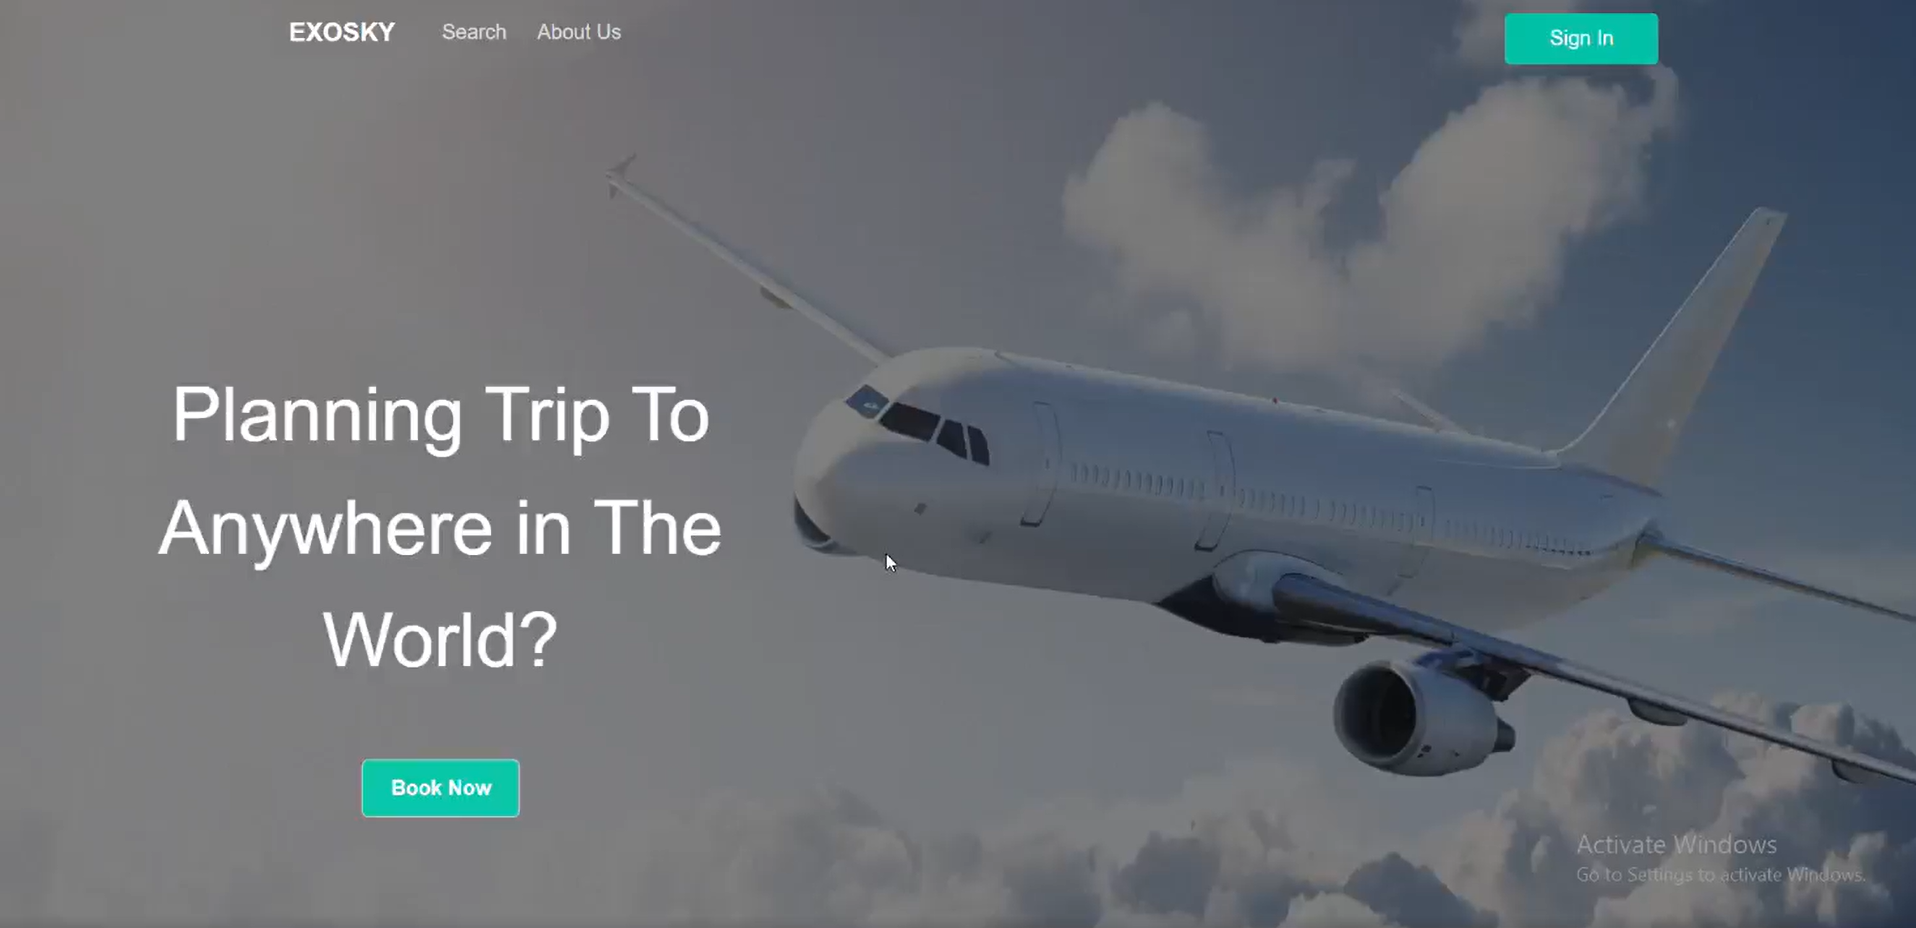 EXOSKY Search About Us Sign In
Planning Trip To
Anywhere in The
World?
Book Now
Activate Windows
Go to Settings to activate Windows.